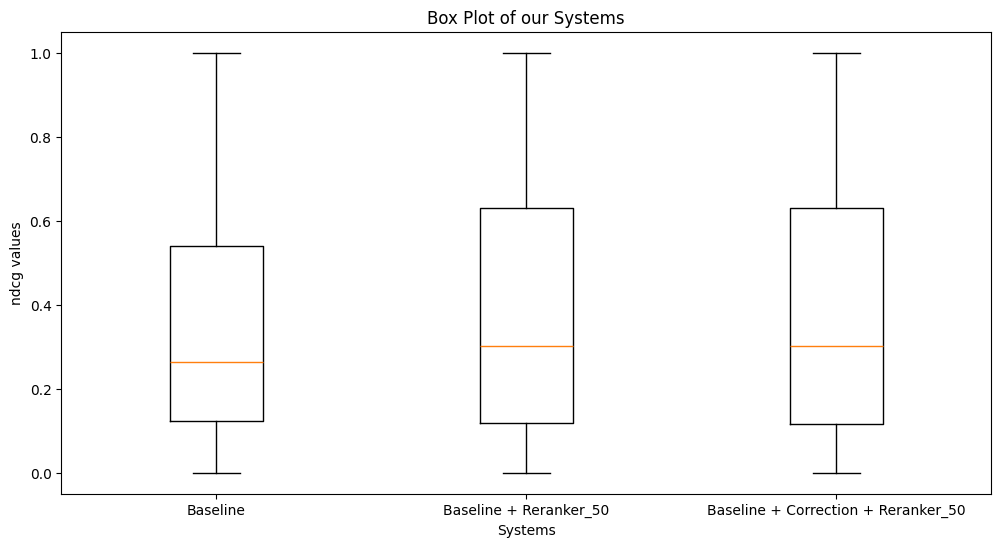 Box Plot of our Systems
1.0
0.8
0.6
0.4
0.2
0.0
ndcg values
Baseline
Baseline + Reranker_50
Baseline + Correction + Reranker_50
Systems